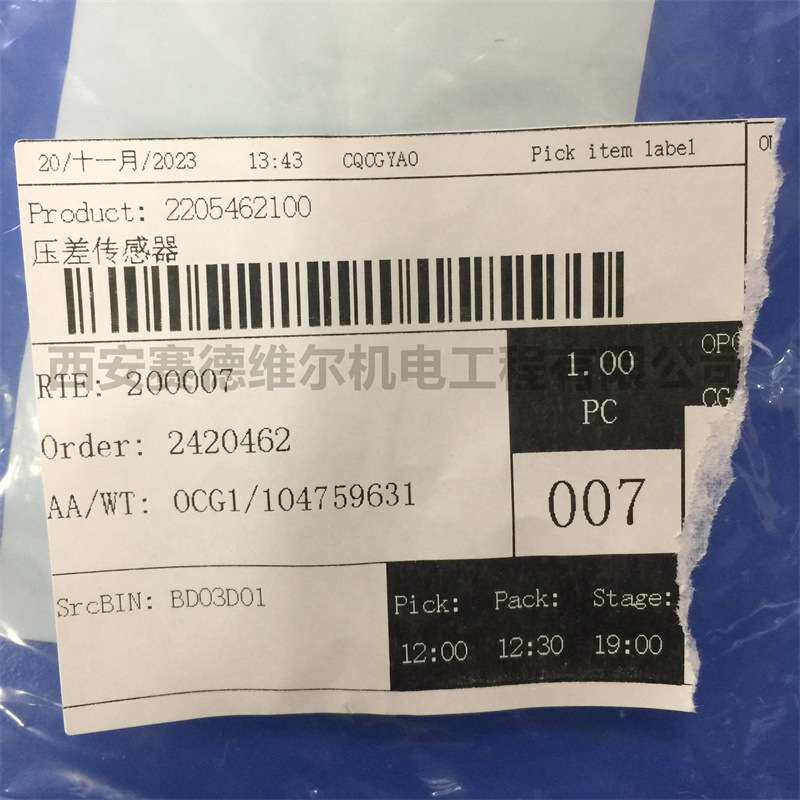 20/十一月/2023 13:43 CQCGYAO Pick item label
Product: 2205462100
压差传感器
西安赛德维尔机电工程有限公司
RTE: 200007
1.00
PC
Order: 2420462
AA/WT: OCG1/104759631
007
SrcBIN: BD03D01
Pick: Pack: Stage:
12:00 12:30 19:00